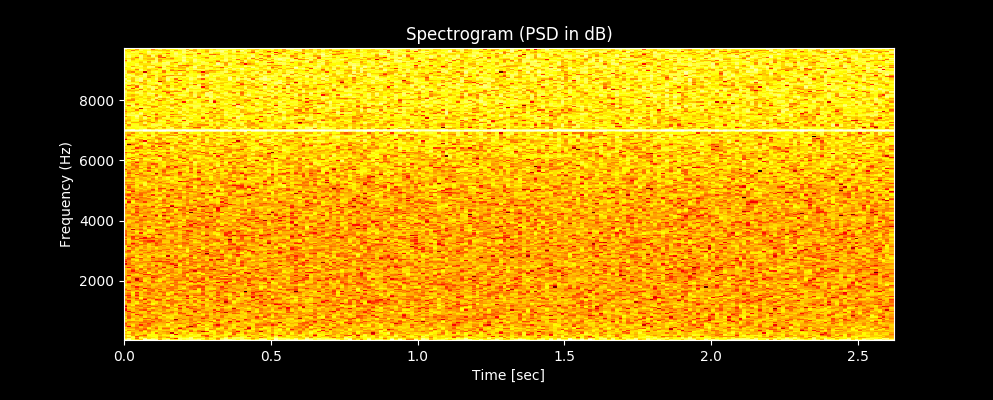 Spectrogram (PSD in dB)
Frequency (Hz)
8000
6000
4000
2000
0.0 0.5 1.0 1.5 2.0 2.5
Time [sec]